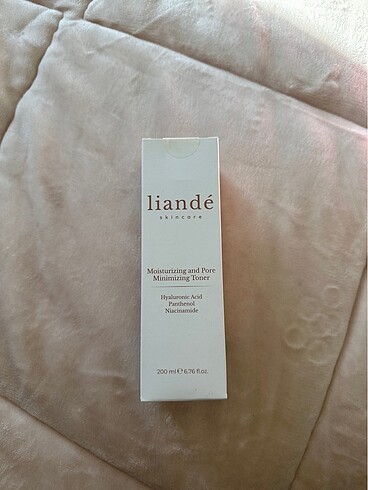 liandé
skincare
Moisturizing and Pore
Minimizing Toner
Hyaluronic Acid
Panthenol
Niacinamide
200 ml ℮ 6.76 fl.oz.